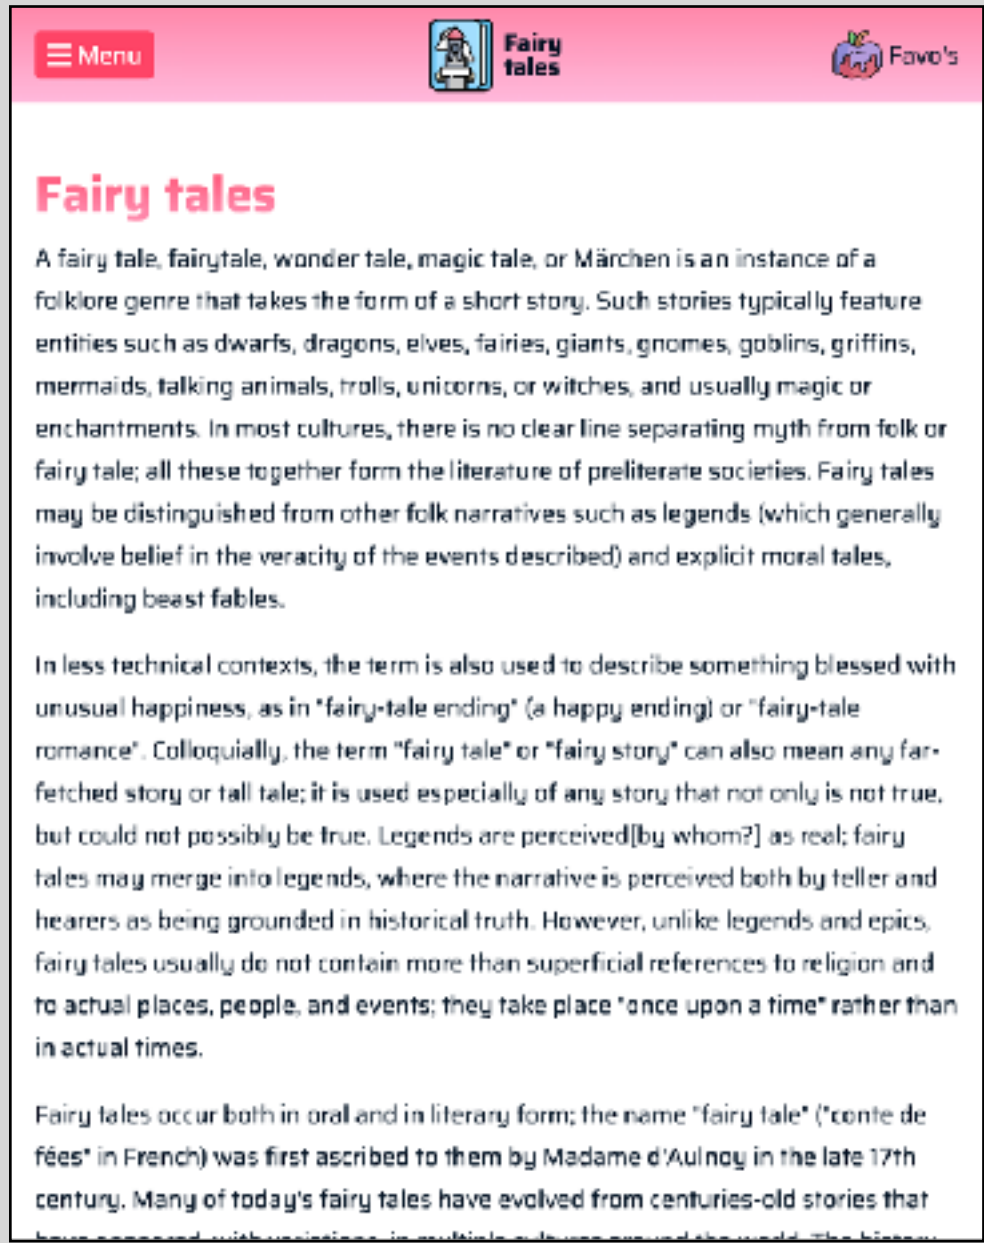 Menu
Fairy
tales
Favo's
Fairy tales
A fairy tale, fairytale, wonder tale, magic tale, or Märchen is an instance of a
folklore genre that takes the form of a short story. Such stories typically feature
entities such as dwarfs, dragons, elves, fairies, giants, gnomes, goblins, griffins,
mermaids, talking animals, trolls, unicorns, or witches, and usually magic or
enchantments. In most cultures, there is no clear line separating myth from folk or
fairy tale; all these together form the literature of preliterate societies. Fairy tales
may be distinguished from other folk narratives such as legends (which generally
involve belief in the veracity of the events described) and explicit moral tales,
including beast fables.
In less technical contexts, the term is also used to describe something blessed with
unusual happiness, as in "fairy-tale ending" (a happy ending) or "fairy-tale
romance". Colloquially, the term "fairy tale" or "fairy story" can also mean any far-
fetched story or tall tale; it is used especially of any story that not only is not true,
but could not possibly be true. Legends are perceived[by whom?] as real; fairy
tales may merge into legends, where the narrative is perceived both by teller and
hearers as being grounded in historical truth. However, unlike legends and epics,
fairy tales usually do not contain more than superficial references to religion and
to actual places, people, and events; they take place "once upon a time" rather than
in actual times.
Fairy tales occur both in oral and in literary form; the name "fairy tale" ("conte de
fées" in French) was first ascribed to them by Madame d'Aulnoy in the late 17th
century. Many of today's fairy tales have evolved from centuries-old stories that
have appeared, with variations, in multiple cultures around the world. The history